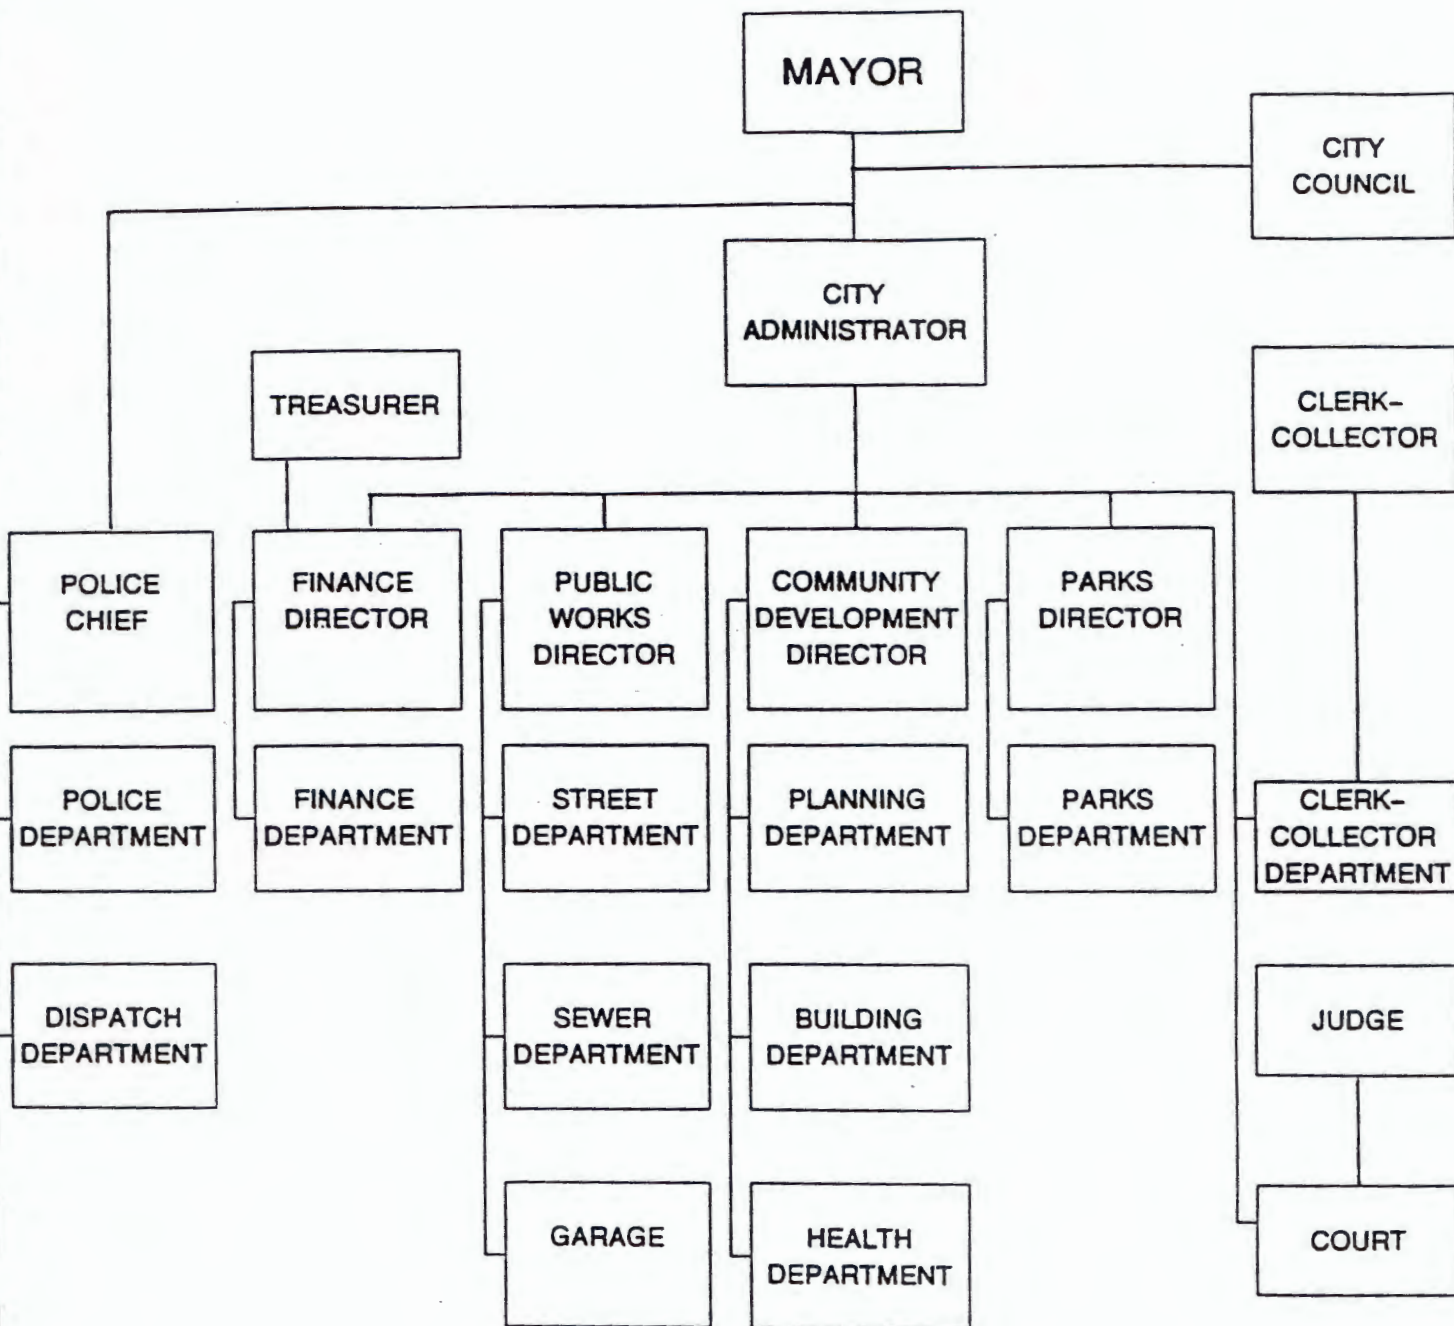 MAYOR
CITY
COUNCIL
CITY
ADMINISTRATOR
TREASURER
CLERK-
COLLECTOR
POLICE
CHIEF
FINANCE
DIRECTOR
PUBLIC
WORKS
DIRECTOR
COMMUNITY
DEVELOPMENT
DIRECTOR
PARKS
DIRECTOR
POLICE
DEPARTMENT
FINANCE
DEPARTMENT
STREET
DEPARTMENT
PLANNING
DEPARTMENT
PARKS
DEPARTMENT
CLERK-
COLLECTOR
DEPARTMENT
DISPATCH
DEPARTMENT
SEWER
DEPARTMENT
BUILDING
DEPARTMENT
JUDGE
GARAGE
HEALTH
DEPARTMENT
COURT